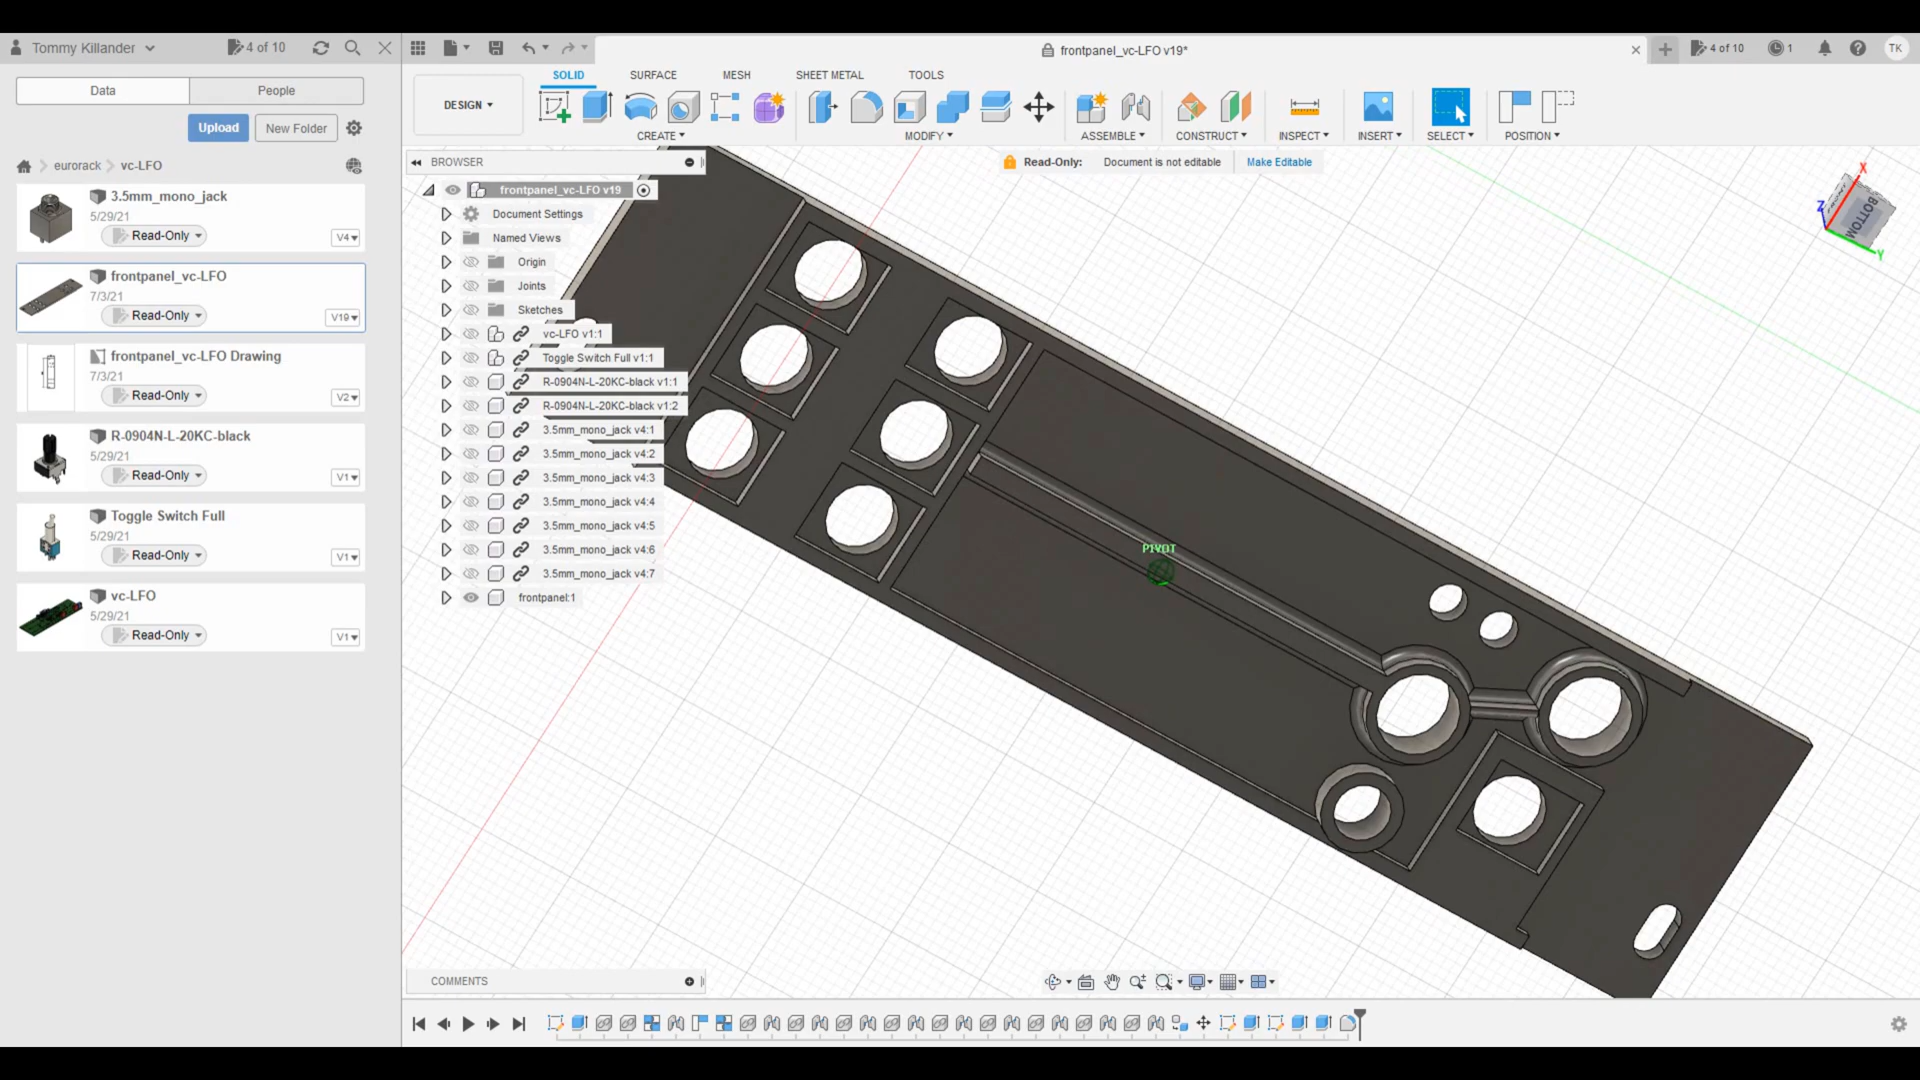 Tommy Killander
4 of 10
frontpanel_vc-LFO v19*
4 of 10
1
TK
Data
People
Upload
New Folder
eurorack
vc-LFO
3.5mm_mono_jack
5/29/21
Read-Only
V4
frontpanel_vc-LFO
7/3/21
Read-Only
V19
frontpanel_vc-LFO Drawing
7/3/21
Read-Only
V2
R-0904N-L-20KC-black
5/29/21
Read-Only
V1
Toggle Switch Full
5/29/21
Read-Only
V1
vc-LFO
5/29/21
Read-Only
V1
DESIGN
SOLID
SURFACE
MESH
SHEET METAL
TOOLS
CREATE
MODIFY
ASSEMBLE
CONSTRUCT
INSPECT
INSERT
SELECT
POSITION
BROWSER
Read-Only:
Document is not editable
Make Editable
frontpanel_vc-LFO v19
Document Settings
Named Views
Origin
Joints
Sketches
vc-LFO v1:1
Toggle Switch Full v1:1
R-0904N-L-20KC-black v1:1
R-0904N-L-20KC-black v1:2
3.5mm_mono_jack v4:1
3.5mm_mono_jack v4:2
3.5mm_mono_jack v4:3
3.5mm_mono_jack v4:4
3.5mm_mono_jack v4:5
3.5mm_mono_jack v4:6
3.5mm_mono_jack v4:7
frontpanel:1
X
Z
FRONT
BOTTOM
Y
PIVOT
COMMENTS